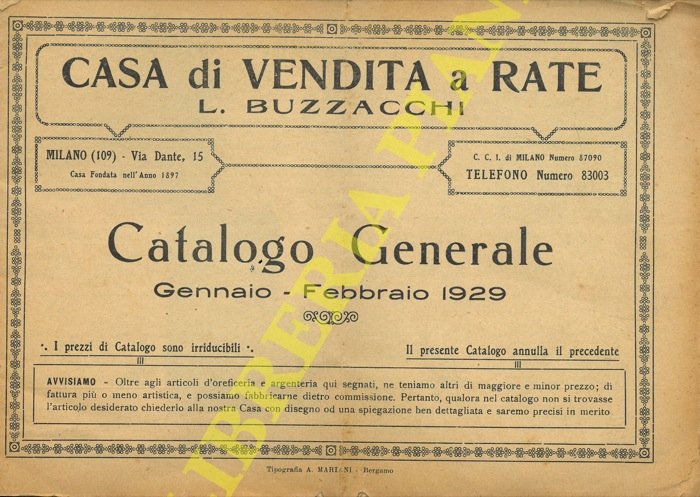 CASA di VENDITA a RATE
L. BUZZACCHI
MILANO (109) - Via Dante, 15
Casa Fondata nell'Anno 1897
C. C. I. di MILANO Numero 87090
TELEFONO Numero 83003
Catalogo Generale
Gennaio - Febbraio 1929
I prezzi di Catalogo sono irriducibili
Il presente Catalogo annulla il precedente
AVVISIAMO - Oltre agli articoli d'oreficeria e argenteria qui segnati, ne teniamo altri di maggiore e minor prezzo; di
fattura più o meno artistica, e possiamo fabbricarne dietro commissione. Pertanto, qualora nel catalogo non si trovasse
l'articolo desiderato chiederlo alla nostra Casa con disegno od una spiegazione ben dettagliata e saremo precisi in merito
Tipografia A. MARIANI - Bergamo
LIBRERIA PIANI